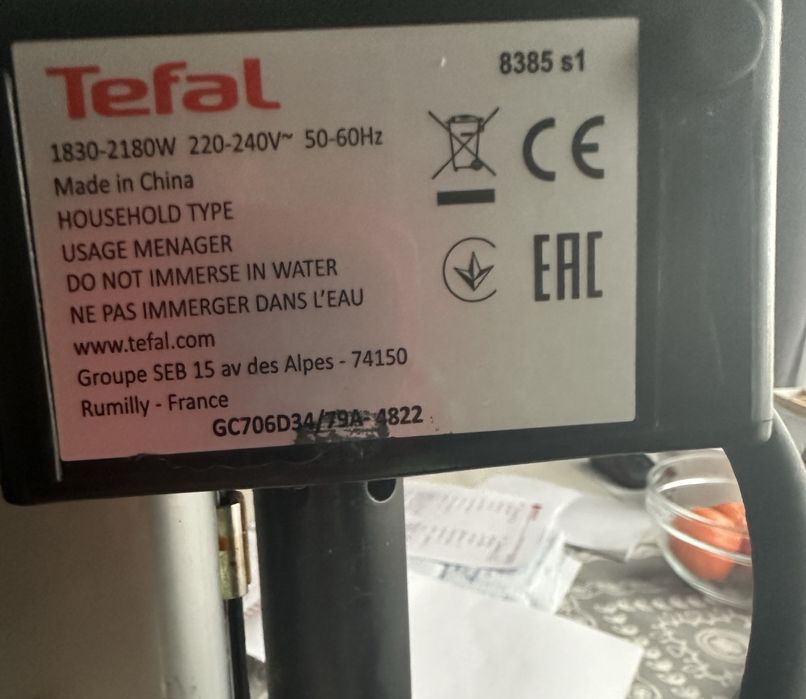 Tefal
8385 s1
1830-2180W 220-240V~ 50-60Hz
Made in China
HOUSEHOLD TYPE
USAGE MENAGER
DO NOT IMMERSE IN WATER
NE PAS IMMERGER DANS L'EAU
www.tefal.com
Groupe SEB 15 av des Alpes - 74150
Rumilly - France
GC706D34/79A 4822
CE
EAC